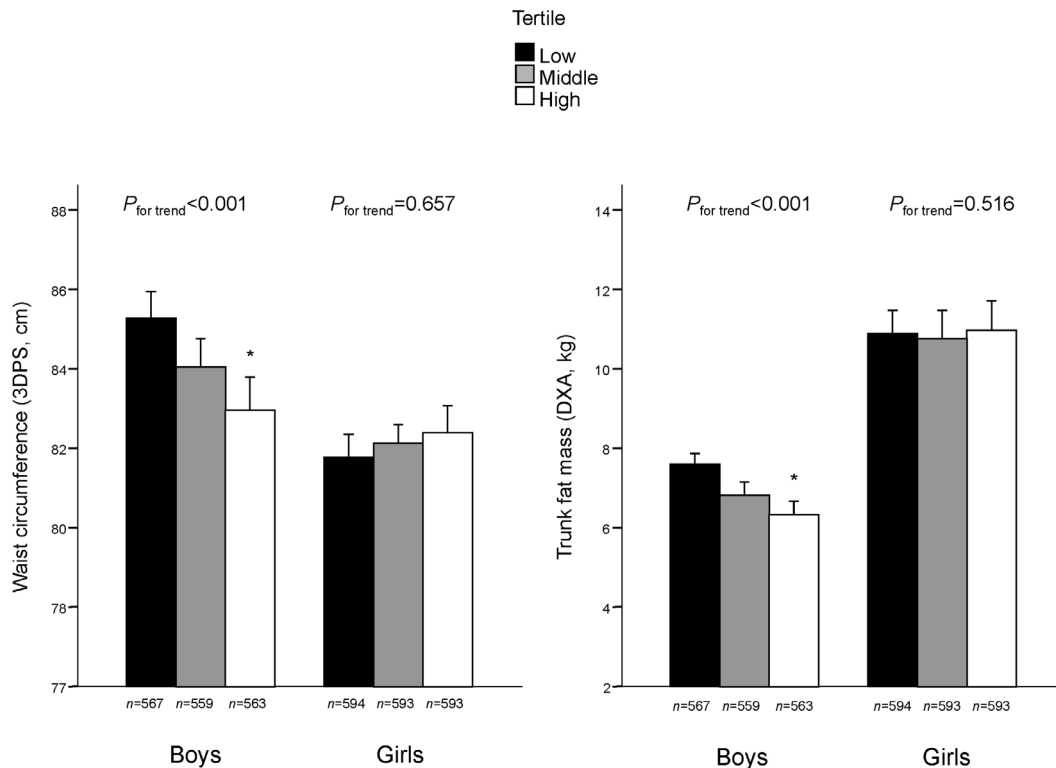 Tertile
Low
Middle
High
Waist circumference (3DPS, cm)
88
86
84
82
80
78
77
P for trend<0.001
P for trend=0.657
*
n=567 n=559 n=563 n=594 n=593 n=593
Boys Girls
Trunk fat mass (DXA, kg)
14
12
10
8
6
4
2
P for trend<0.001
P for trend=0.516
*
n=567 n=559 n=563 n=594 n=593 n=593
Boys Girls